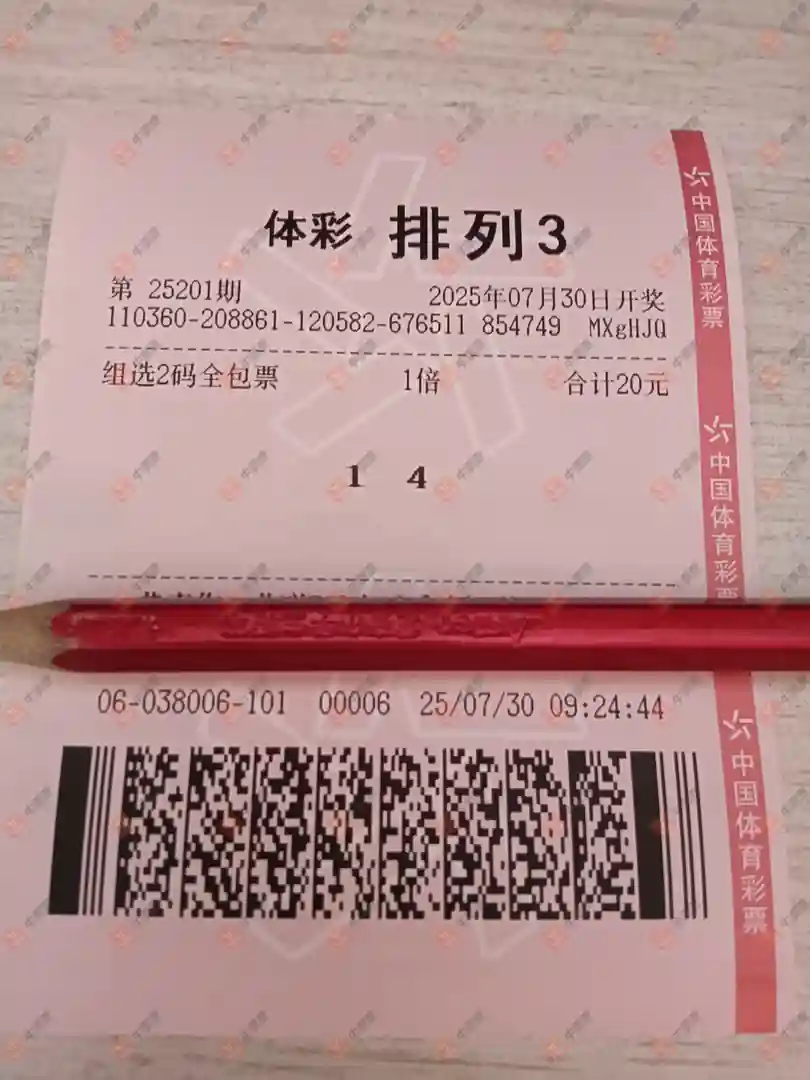 体彩 排列3
第 25201期 2025年07月30日开奖
110360-208861-120582-676511 854749 MXgHJQ
组选2码全包票 1倍 合计20元
1 4
06-038006-101 00006 25/07/30 09:24:44
中国体育彩票
中国体育彩票
中国体育彩票